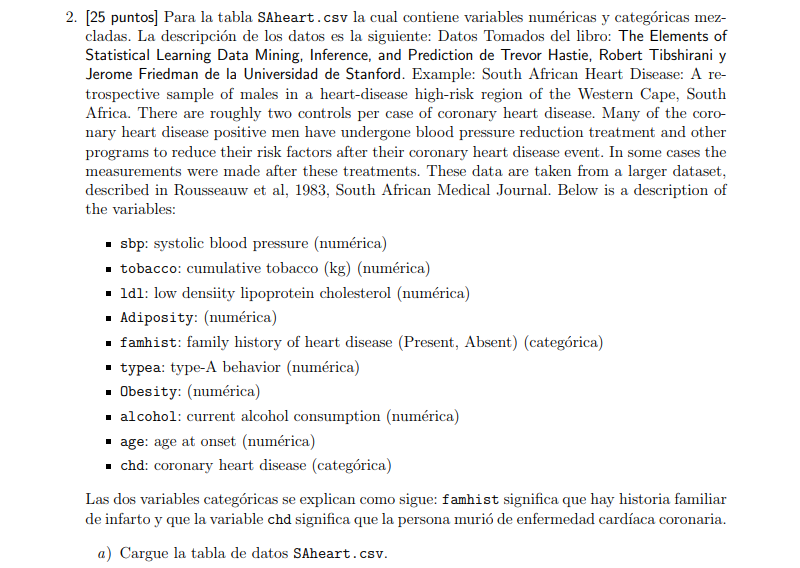 2. [25 puntos] Para la tabla SAheart.csv la cual contiene variables numéricas y categóricas mez-
cladas. La descripción de los datos es la siguiente: Datos Tomados del libro: The Elements of
Statistical Learning Data Mining, Inference, and Prediction de Trevor Hastie, Robert Tibshirani y
Jerome Friedman de la Universidad de Stanford. Example: South African Heart Disease: A re-
trospective sample of males in a heart-disease high-risk region of the Western Cape, South
Africa. There are roughly two controls per case of coronary heart disease. Many of the coro-
nary heart disease positive men have undergone blood pressure reduction treatment and other
programs to reduce their risk factors after their coronary heart disease event. In some cases the
measurements were made after these treatments. These data are taken from a larger dataset,
described in Rousseauw et al, 1983, South African Medical Journal. Below is a description of
the variables:
▪ sbp: systolic blood pressure (numérica)
▪ tobacco: cumulative tobacco (kg) (numérica)
▪ ldl: low densiity lipoprotein cholesterol (numérica)
▪ Adiposity: (numérica)
▪ famhist: family history of heart disease (Present, Absent) (categórica)
▪ typea: type-A behavior (numérica)
▪ Obesity: (numérica)
▪ alcohol: current alcohol consumption (numérica)
▪ age: age at onset (numérica)
▪ chd: coronary heart disease (categórica)
Las dos variables categóricas se explican como sigue: famhist significa que hay historia familiar
de infarto y que la variable chd significa que la persona murió de enfermedad cardíaca coronaria.
a) Cargue la tabla de datos SAheart.csv.